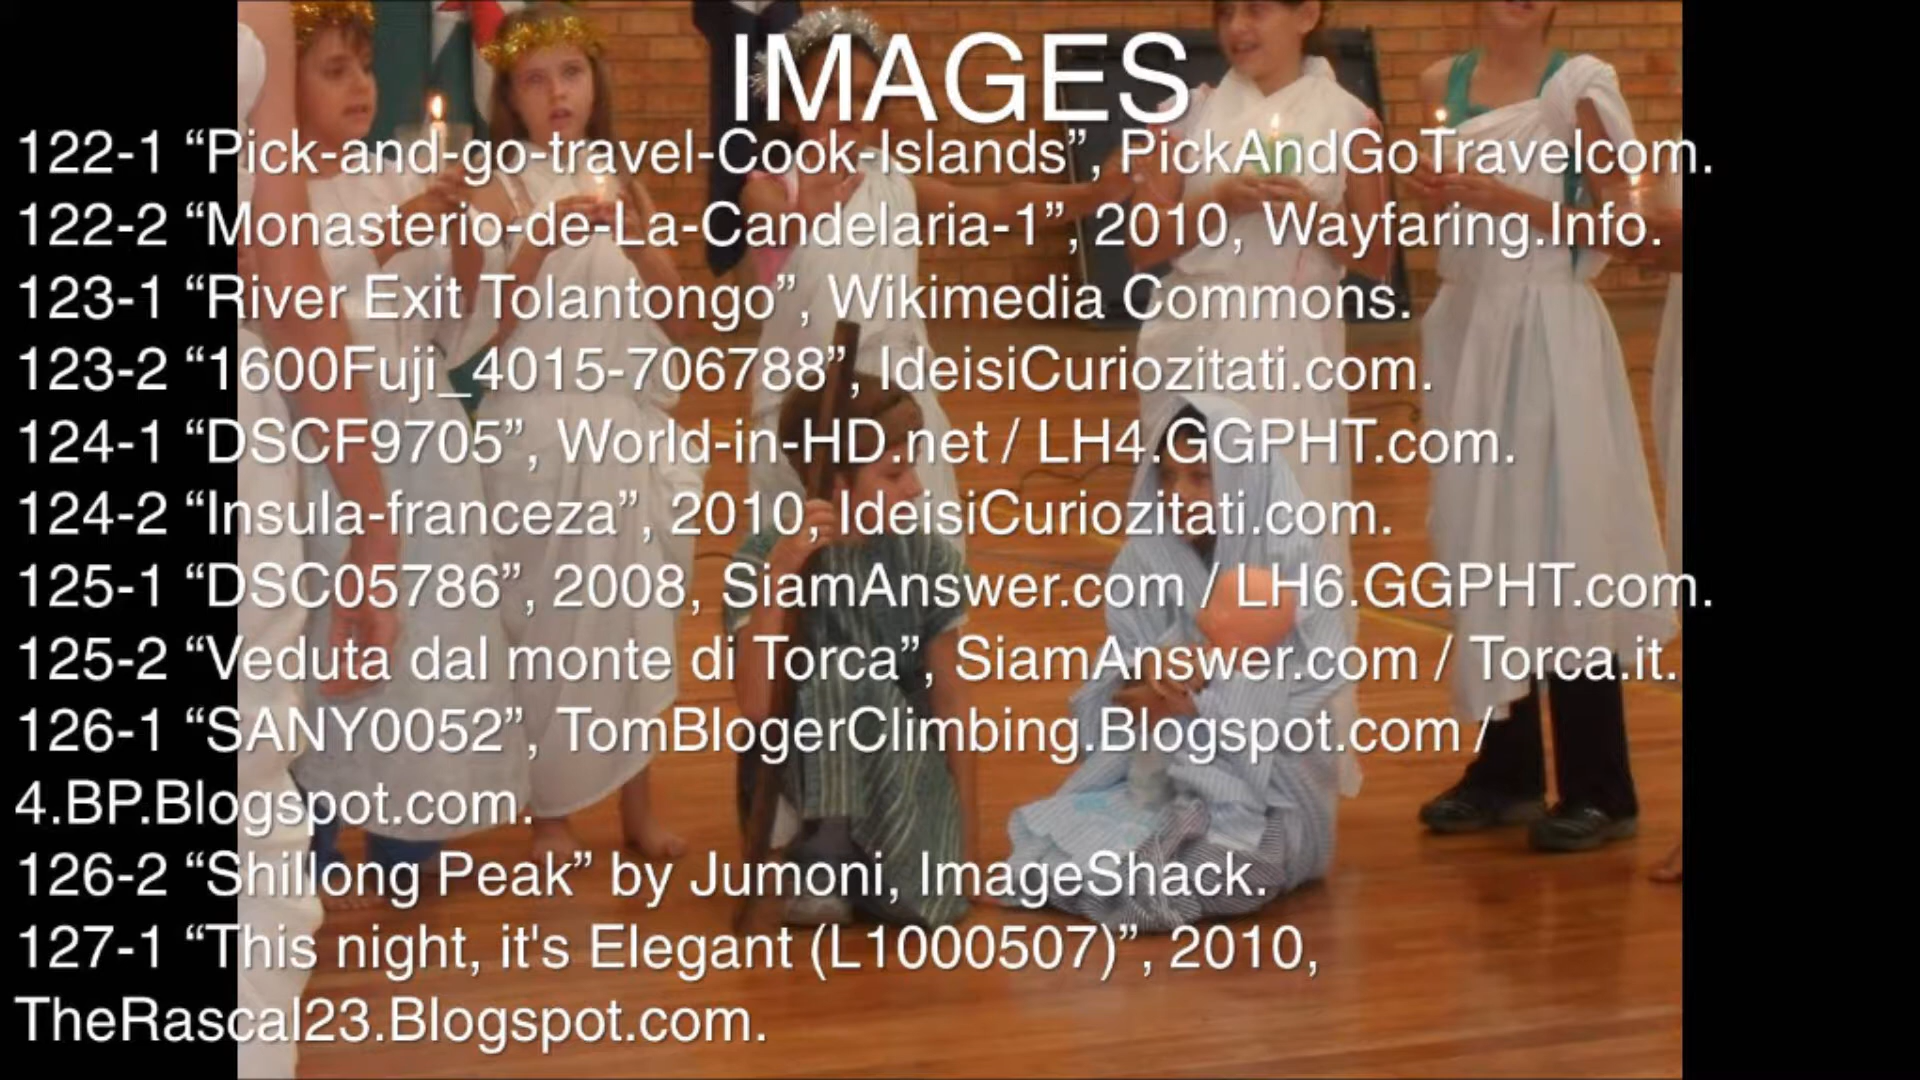 IMAGES
122-1 “Pick-and-go-travel-Cook-Islands”, PickAndGoTravelcom.
122-2 “Monasterio-de-La-Candelaria-1”, 2010, Wayfaring.Info.
123-1 “River Exit Tolantongo”, Wikimedia Commons.
123-2 “1600Fuji_4015-706788”, IdeisiCuriozitati.com.
124-1 “DSCF9705”, World-in-HD.net / LH4.GGPHT.com.
124-2 “Insula-franceza”, 2010, IdeisiCuriozitati.com.
125-1 “DSC05786”, 2008, SiamAnswer.com / LH6.GGPHT.com.
125-2 “Veduta dal monte di Torca”, SiamAnswer.com / Torca.it.
126-1 “SANY0052”, TomBlogerClimbing.Blogspot.com /
4.BP.Blogspot.com.
126-2 “Shillong Peak” by Jumoni, ImageShack.
127-1 “This night, it's Elegant (L1000507)”, 2010,
TheRascal23.Blogspot.com.